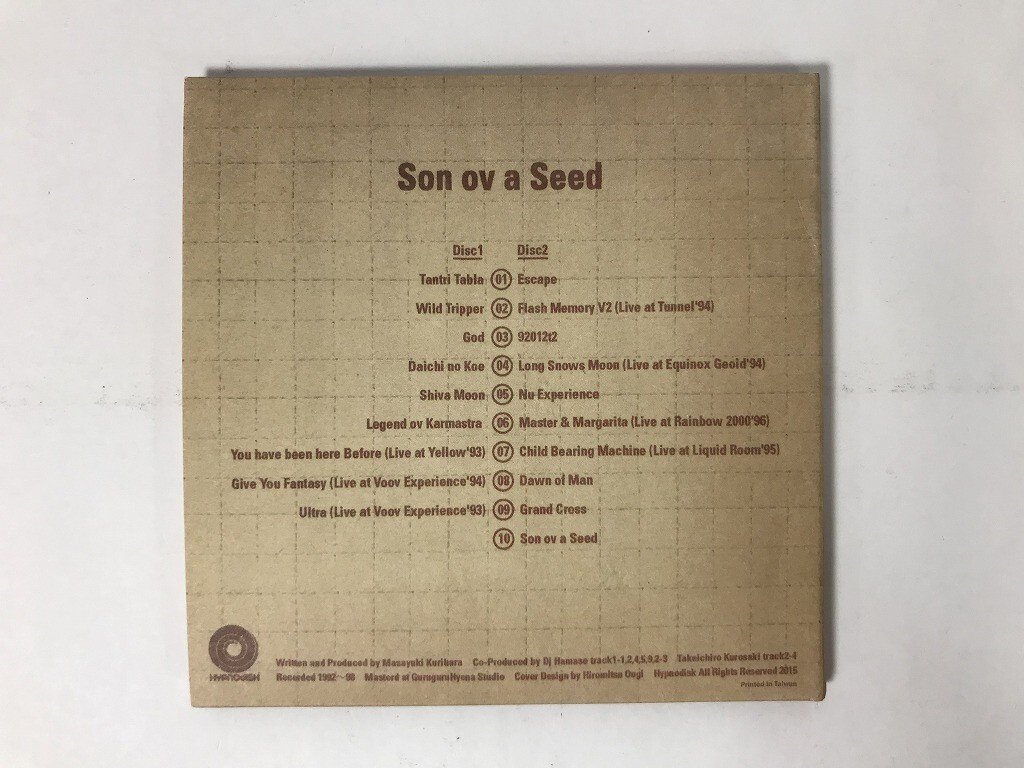 Son ov a Seed
Disc1 Disc2
Tantri Tabla 01 Escape
Wild Tripper 02 Flash Memory V2 (Live at Tunnel'94)
God 03 92012t2
Daichi no Koe 04 Long Snows Moon (Live at Equinox Geoid'94)
Shiva Moon 05 Nu Experience
Legend ov Karmastra 06 Master & Margarita (Live at Rainbow 2000'96)
You have been here Before (Live at Yellow'93) 07 Child Bearing Machine (Live at Liquid Room'95)
Give You Fantasy (Live at Voov Experience'94) 08 Dawn of Man
Ultra (Live at Voov Experience'93) 09 Grand Cross
10 Son ov a Seed
Written and Produced by Masayuki Kurihara Co-Produced by Dj Hamano track1-1,2,4,5,9,2-3 Takeichiro Kurosaki track2-4
Recorded 1992~98 Masterd at GuruguruHyena Studio Cover Design by Hiromitsu Ougi Hypnodisk All Rights Reserved 2015
HYPNODISK
Printed in Taiwan